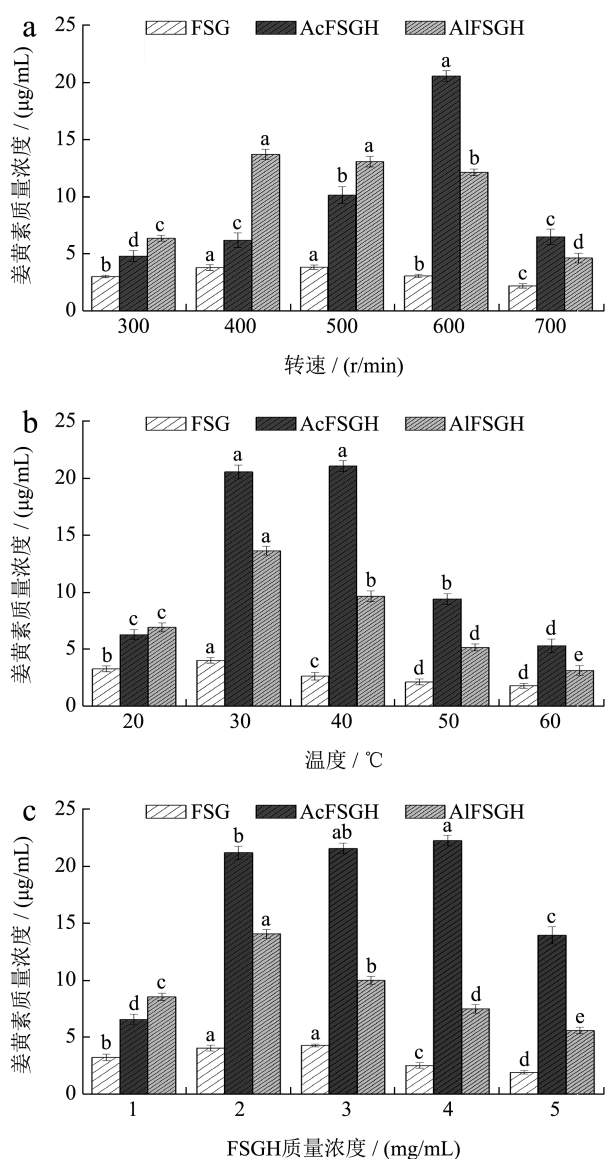 a FSG AcFSGH AlFSGH
25
20
15
10
5
0
姜黄素质量浓度 / (μg/mL)
b d c
a c a
a b a
b a b
c c d
300 400 500 600 700
转速 / (r/min)
b FSG AcFSGH AlFSGH
25
20
15
10
5
0
姜黄素质量浓度 / (μg/mL)
b c c
a a a
c a b
d b d
d d e
20 30 40 50 60
温度 / ℃
c FSG AcFSGH AlFSGH
25
20
15
10
5
0
姜黄素质量浓度 / (μg/mL)
b d c
a b a
a ab b
c a d
d c e
1 2 3 4 5
FSGH质量浓度 / (mg/mL)